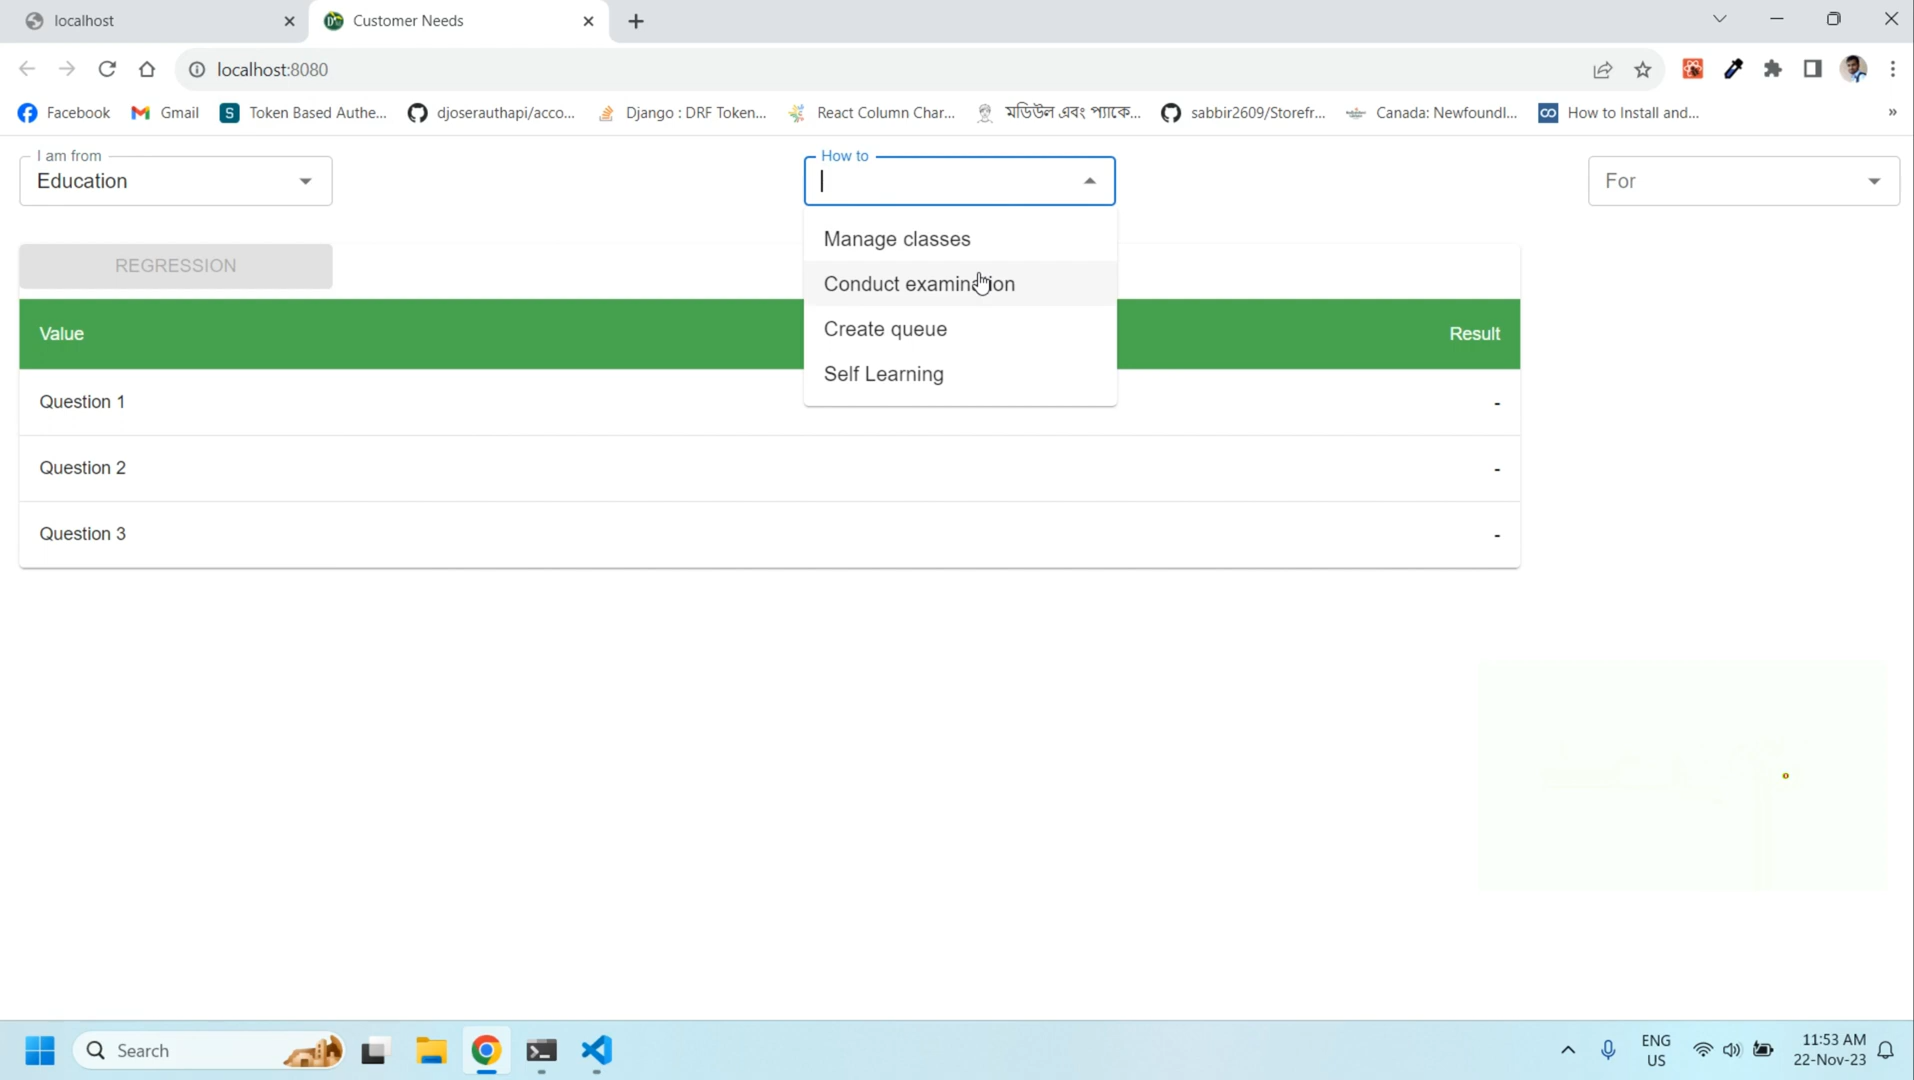 localhost
Customer Needs
localhost:8080
Facebook
Gmail
Token Based Authe...
djoserauthapi/acco...
Django : DRF Token...
React Column Char...
মডিউল এবং প্যাকে...
sabbir2609/Storefr...
Canada: Newfoundl...
How to Install and...
»
I am from
Education
How to
For
Manage classes
Conduct examination
Create queue
Self Learning
REGRESSION
Value
Result
Question 1 -
Question 2 -
Question 3 -
Search
ENG
US
11:53 AM
22-Nov-23